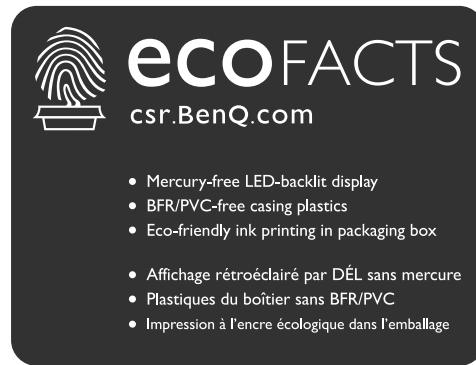 ecoFACTS
csr.BenQ.com
• Mercury-free LED-backlit display
• BFR/PVC-free casing plastics
• Eco-friendly ink printing in packaging box
• Affichage rétroéclairé par DÉL sans mercure
• Plastiques du boîtier sans BFR/PVC
• Impression à l'encre écologique dans l'emballage